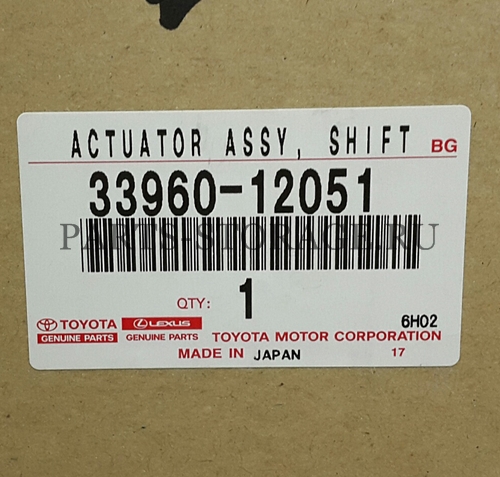 ACTUATOR ASSY, SHIFT BG
33960-12051
PARTS-STORAGE.RU
QTY: 1
TOYOTA LEXUS 6H02
GENUINE PARTS GENUINE PARTS TOYOTA MOTOR CORPORATION
MADE IN JAPAN 17